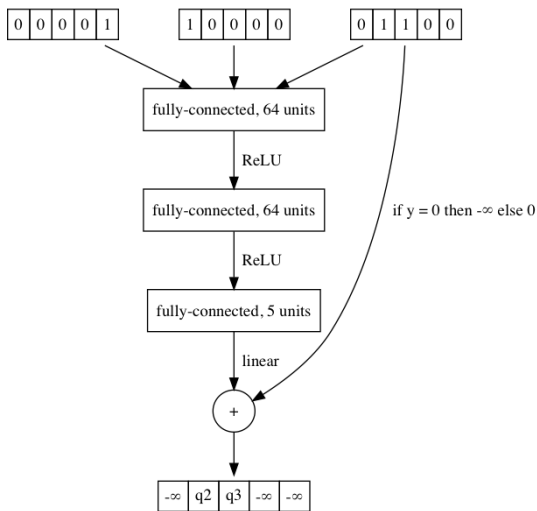 0 0 0 0 1 1 0 0 0 0 0 1 1 0 0
fully-connected, 64 units
ReLU
fully-connected, 64 units
if y = 0 then -∞ else 0
ReLU
fully-connected, 5 units
linear
+
-∞ q2 q3 -∞ -∞